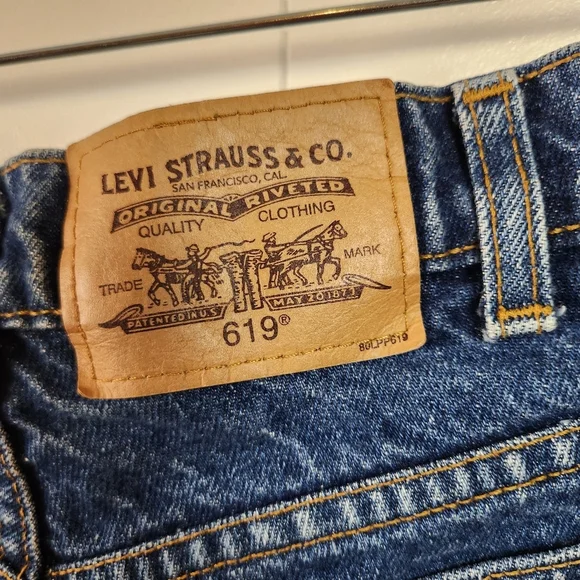 LEVI STRAUSS & CO.
SAN FRANCISCO, CAL.
ORIGINAL RIVETED
QUALITY CLOTHING
TRADE MARK
PATENTED IN U.S. MAY 20 1873
619®
80LPP619